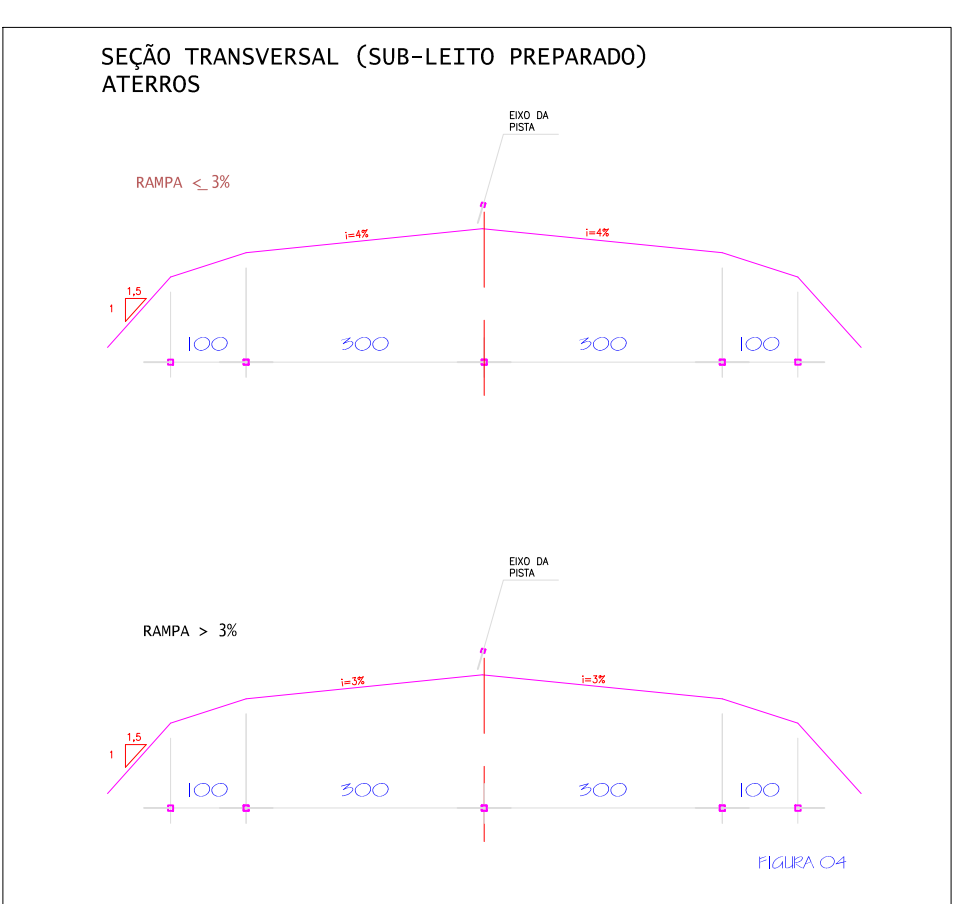 SEÇÃO TRANSVERSAL (SUB-LEITO PREPARADO)
ATERROS
EIXO DA
PISTA
RAMPA <_ 3%
i=4%
i=4%
1,5
1
100
300
300
100
EIXO DA
PISTA
RAMPA > 3%
i=3%
i=3%
1,5
1
100
300
300
100
FIGURA 04